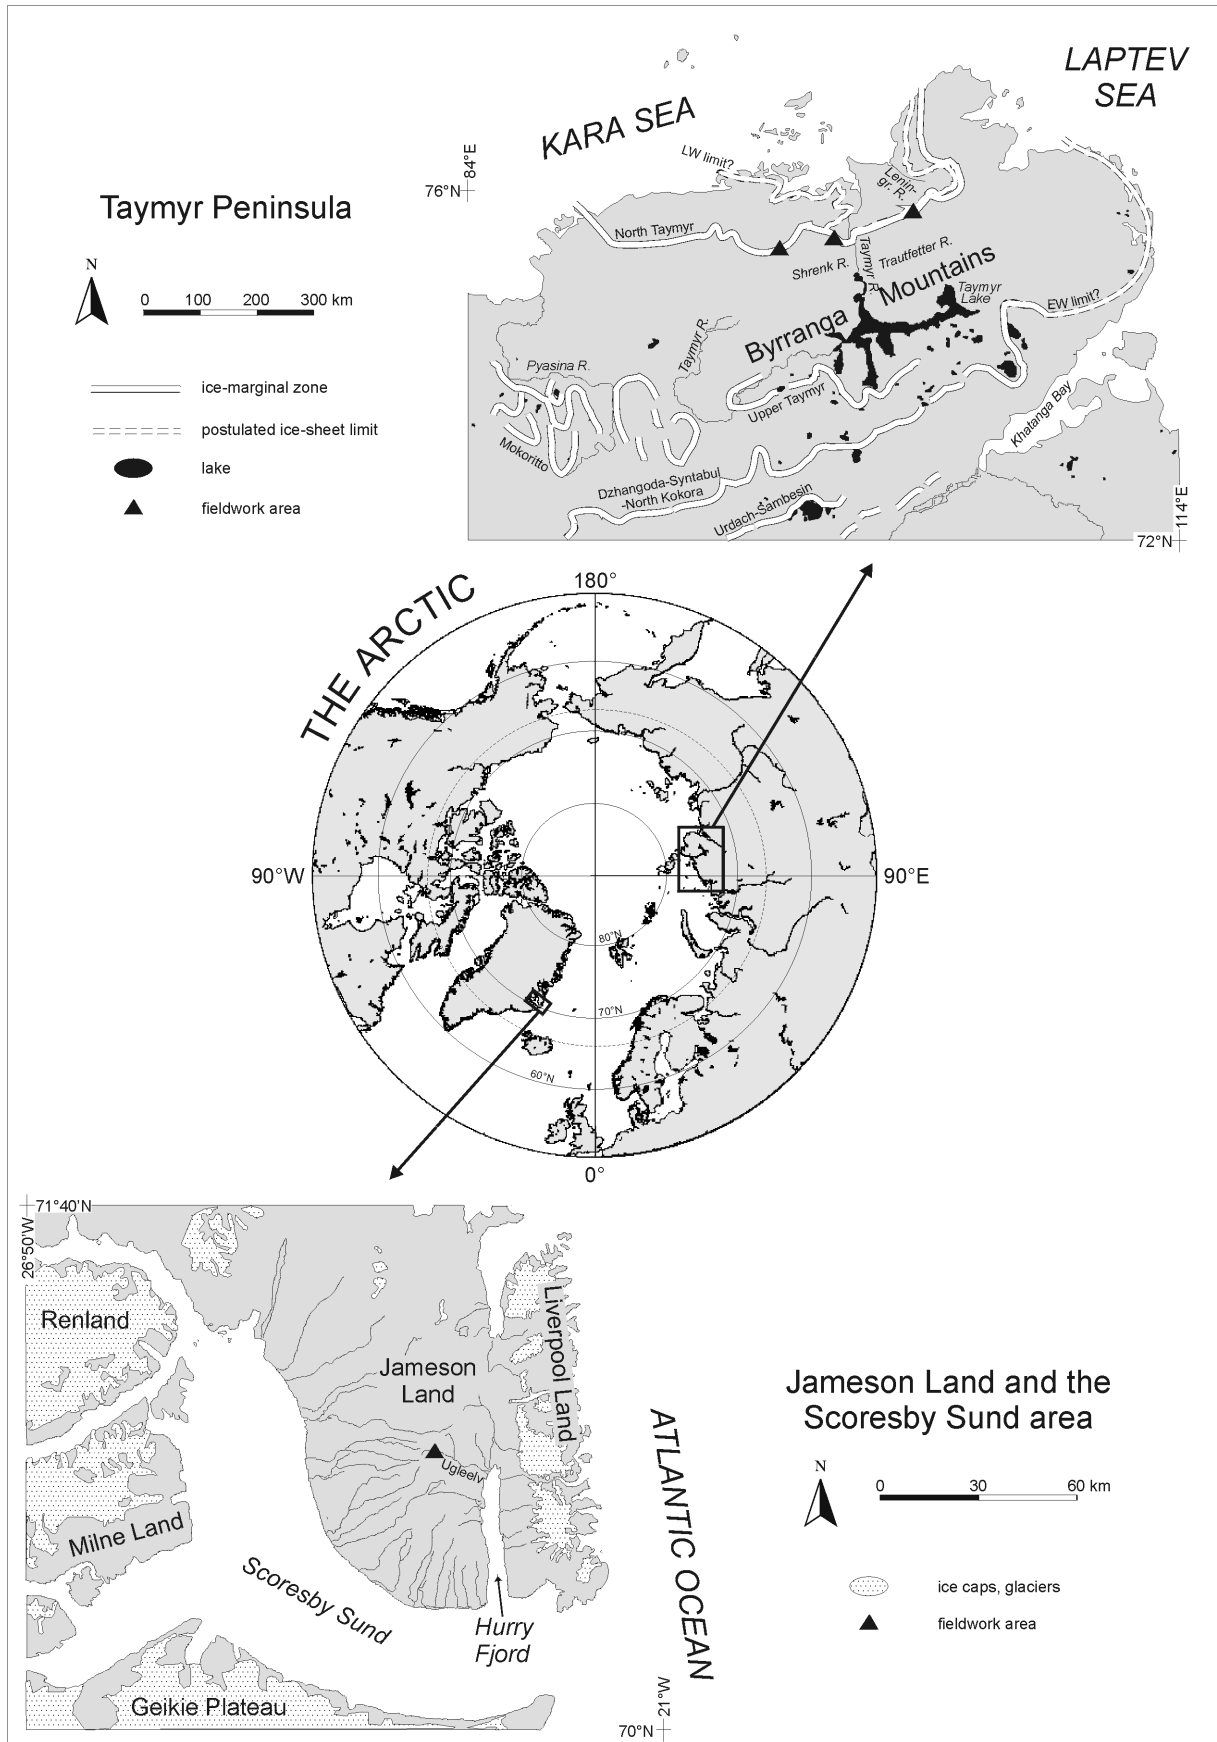 LAPTEV
SEA
KARA SEA
84°E
76°N
LW limit?
Lenin-
gr. R.
Taymyr Peninsula
North Taymyr
N
Shrenk R.
Taymyr R.
Trautfetter R.
Byrranga Mountains
Taymyr
Lake
EW limit?
0 100 200 300 km
Taymyr R.
Pyasina R.
ice-marginal zone
postulated ice-sheet limit
lake
fieldwork area
Upper Taymyr
Khatanga Bay
Mokoritto
Dzhangoda-Syntabul
-North Kokora
Urdach-Sambesin
114°E
72°N
THE ARCTIC
180°
90°W
90°E
80°N
70°N
60°N
0°
71°40'N
26°50'W
Renland
Liverpool Land
Jameson
Land
Ugleelv
Milne Land
Scoresby Sund
Hurry
Fjord
Geikie Plateau
ATLANTIC OCEAN
21°W
70°N
Jameson Land and the
Scoresby Sund area
N
0 30 60 km
ice caps, glaciers
fieldwork area